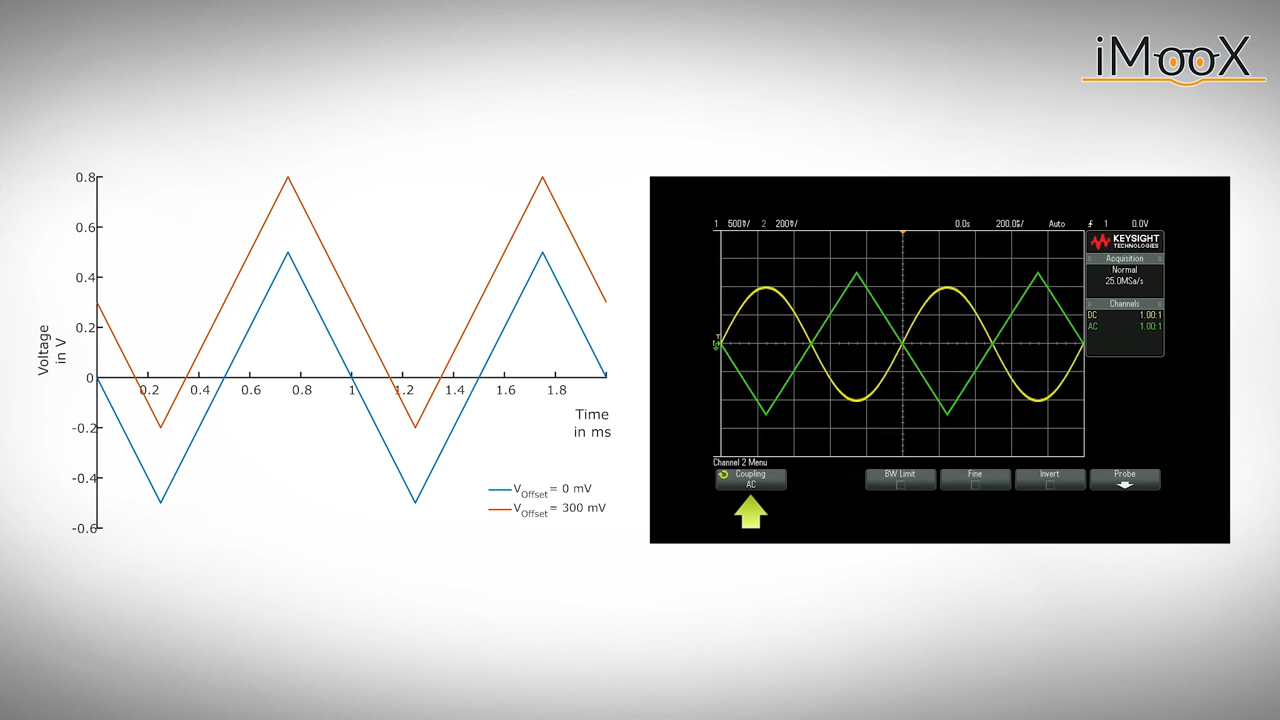 iMooX
0.8
0.6
0.4
0.2
0
-0.2
-0.4
-0.6
Voltage
in V
0.2 0.4 0.6 0.8 1 1.2 1.4 1.6 1.8
Time
in ms
VOffset = 0 mV
VOffset = 300 mV
1 500㎷/ 2 200㎷/ 0.0s 200.0㎲/ Auto 1 0.0V
KEYSIGHT
TECHNOLOGIES
Acquisition
Normal
25.0MSa/s
Channels
DC 1.00:1
AC 1.00:1
Channel 2 Menu
Coupling
AC
BW Limit
Fine
Invert
Probe